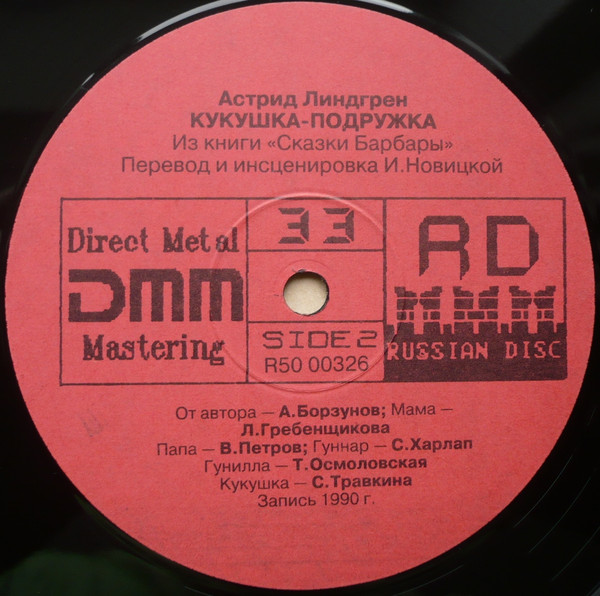 Астрид Линдгрен
КУКУШКА-ПОДРУЖКА
Из книги «Сказки Барбары»
Перевод и инсценировка И.Новицкой
Direct Metal
DMM
Mastering
33
SIDE 2
R50 00326
RD
RUSSIAN DISC
От автора — А.Борзунов; Мама —
Л.Гребенщикова
Папа — В.Петров; Гуннар — С.Харлап
Гунилла — Т.Осмоловская
Кукушка — С.Травкина
Запись 1990 г.